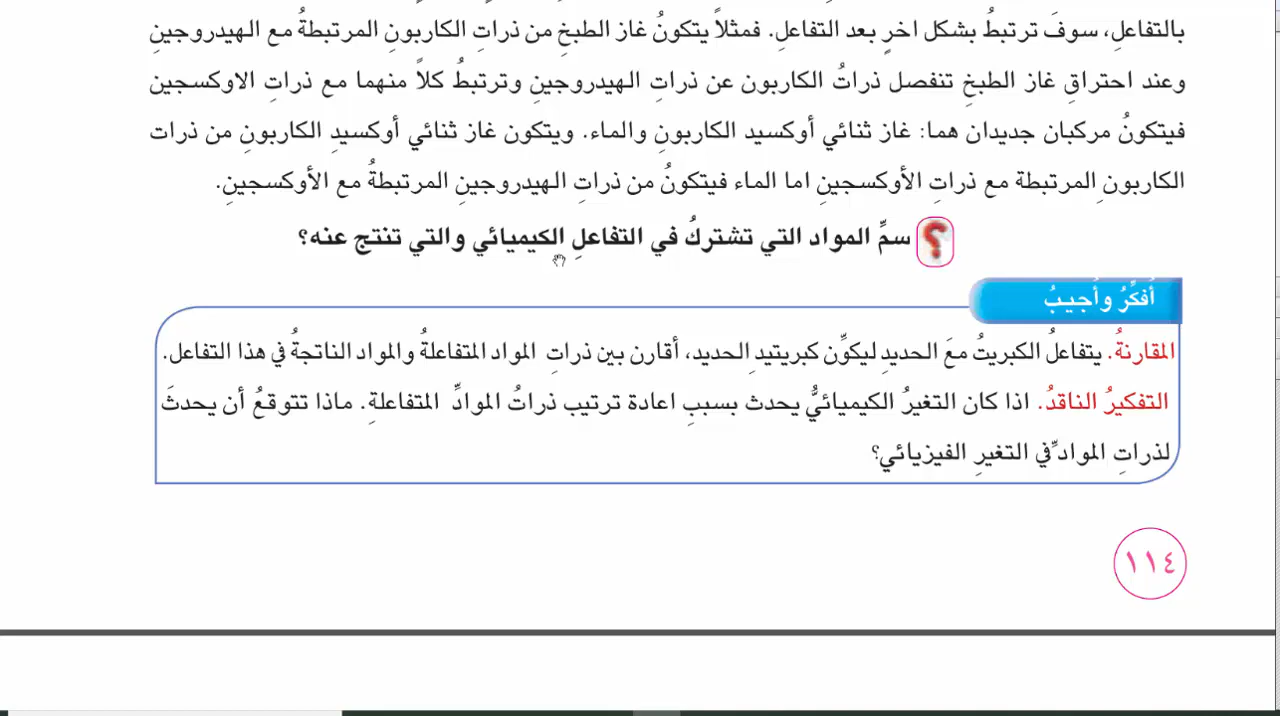 بالتفاعلِ، سوفَ ترتبطُ بشكل اخرٍ بعد التفاعلِ. فمثلاً يتكونُ غاز الطبخِ من ذراتِ الكاربونِ المرتبطةُ مع الهيدروجينِ
وعند احتراقِ غاز الطبخِ تنفصل ذراتُ الكاربون عن ذراتِ الهيدروجينِ وترتبطُ كلاً منهما مع ذراتِ الاوكسجين
فيتكونُ مركبان جديدان هما: غاز ثنائي أوكسيد الكاربونِ والماء. ويتكون غاز ثنائي أوكسيدِ الكاربونِ من ذرات
الكاربونِ المرتبطة مع ذراتِ الأوكسجينِ اما الماء فيتكونُ من ذراتِ الهيدروجينِ المرتبطةُ مع الأوكسجينِ.
؟ سمِّ المواد التي تشتركُ في التفاعلِ الكيميائي والتي تنتج عنه؟
أُفكِّرُ وأُجيبُ
المقارنةُ. يتفاعلُ الكبريتُ معَ الحديدِ ليكوِّن كبريتيدِ الحديد، أقارن بين ذراتِ المواد المتفاعلةُ والمواد الناتجةُ في هذا التفاعل.
التفكيرُ الناقدُ. اذا كان التغيرُ الكيميائيُّ يحدث بسببِ اعادة ترتيب ذراتُ الموادِّ المتفاعلةِ. ماذا تتوقعُ أن يحدثَ
لذراتِ الموادِّ في التغيرِ الفيزيائي؟
١١٤